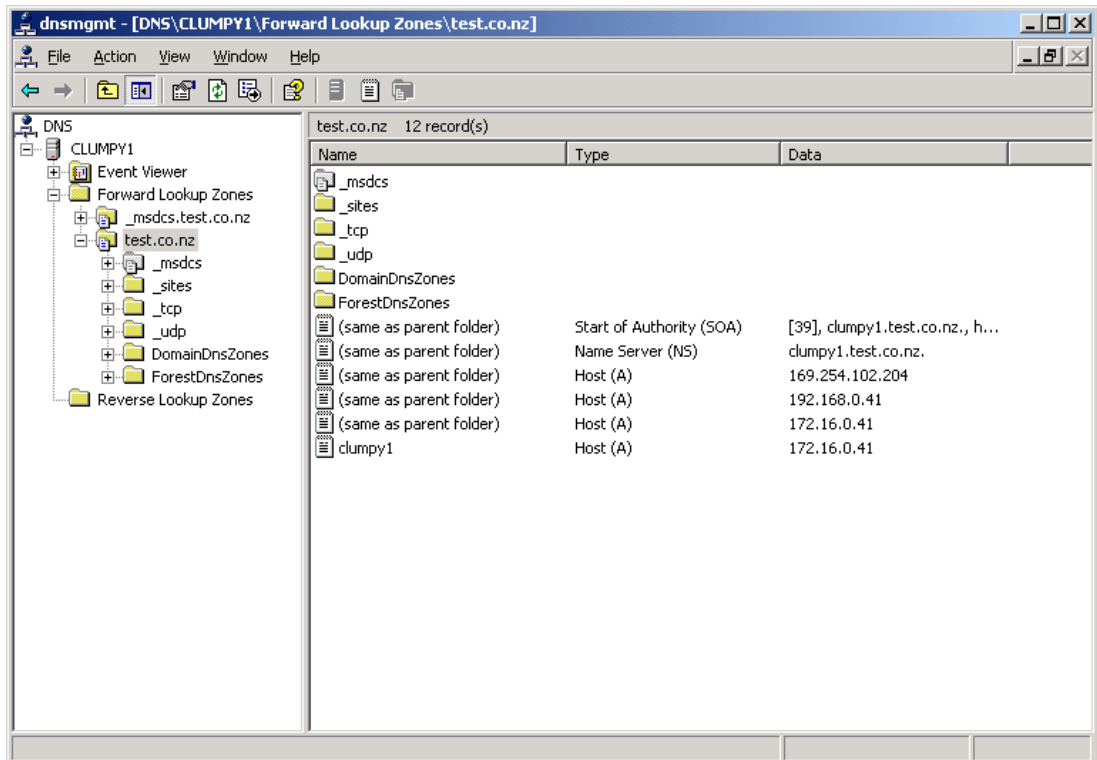 dnsmgmt - [DNS\CLUMPY1\Forward Lookup Zones\test.co.nz]
File Action View Window Help
DNS
CLUMPY1
Event Viewer
Forward Lookup Zones
_msdcs.test.co.nz
test.co.nz
_msdcs
_sites
_tcp
_udp
DomainDnsZones
ForestDnsZones
Reverse Lookup Zones
test.co.nz 12 record(s)
Name Type Data
_msdcs
_sites
_tcp
_udp
DomainDnsZones
ForestDnsZones
(same as parent folder) Start of Authority (SOA) [39], clumpy1.test.co.nz., h...
(same as parent folder) Name Server (NS) clumpy1.test.co.nz.
(same as parent folder) Host (A) 169.254.102.204
(same as parent folder) Host (A) 192.168.0.41
(same as parent folder) Host (A) 172.16.0.41
clumpy1 Host (A) 172.16.0.41